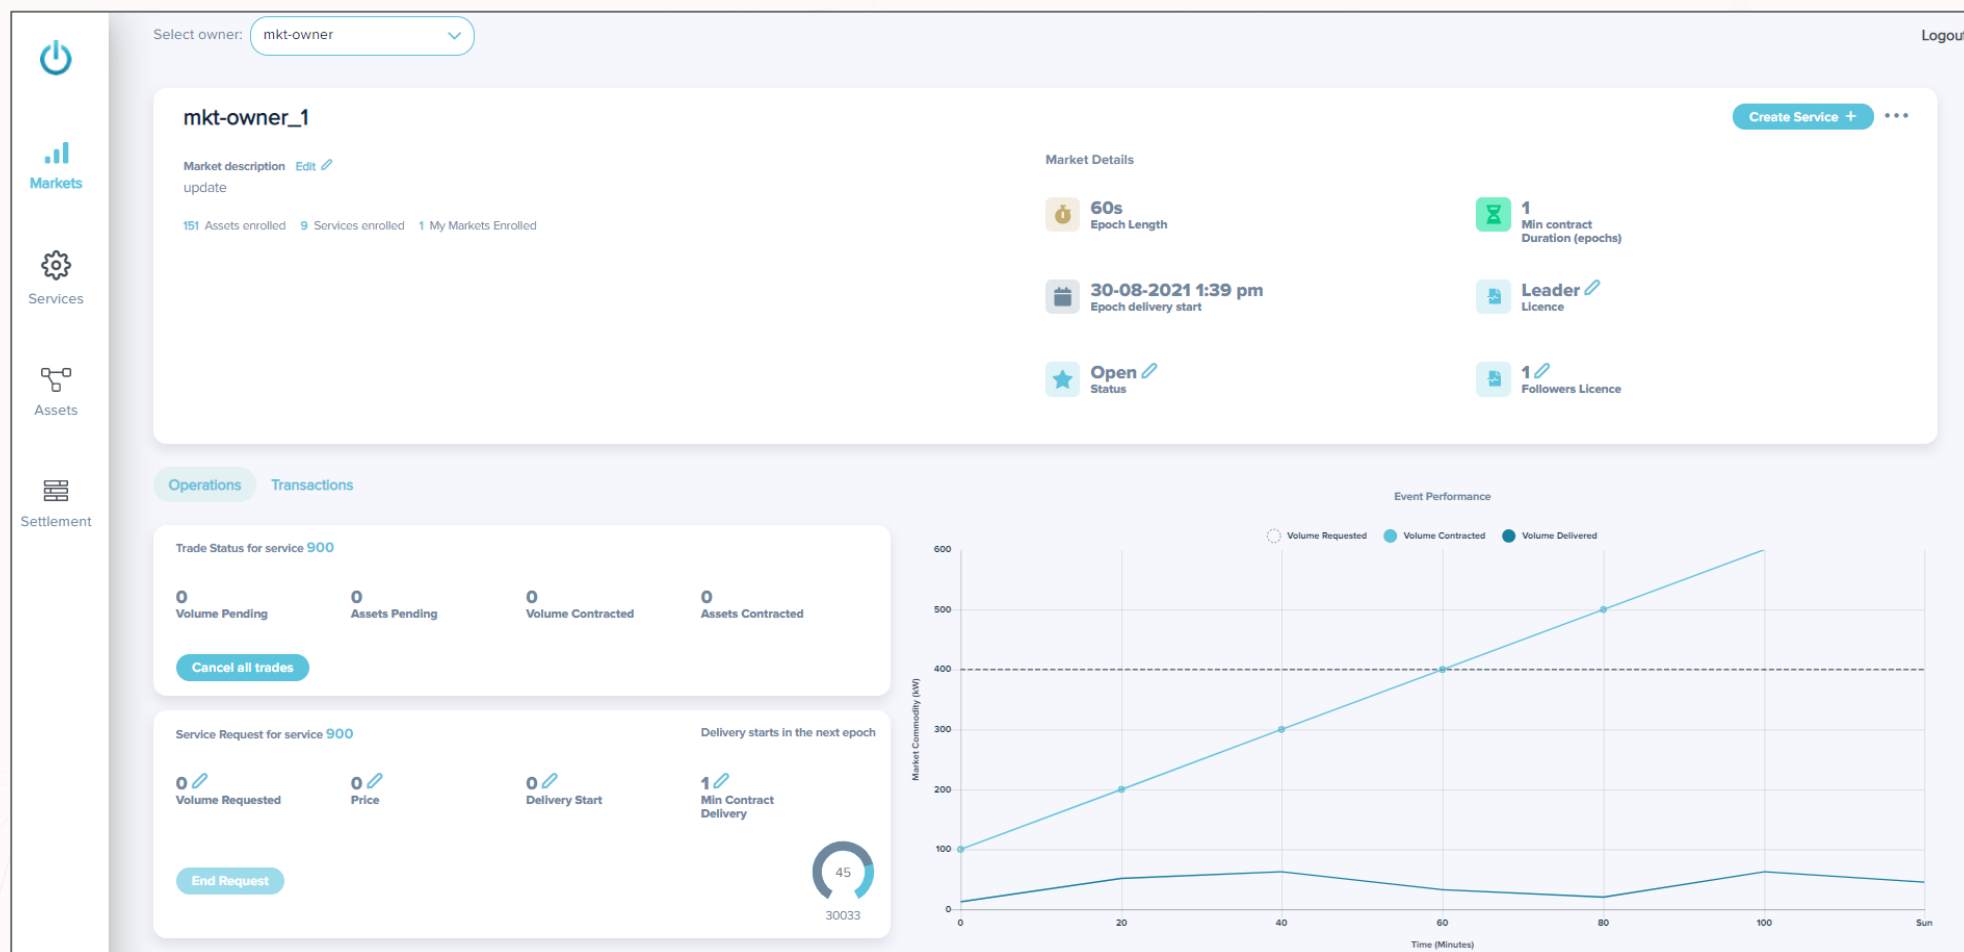 Select owner: mkt-owner
Logout
Markets
Services
Assets
Settlement
mkt-owner_1
Create Service +
Market description Edit
update
151 Assets enrolled 9 Services enrolled 1 My Markets Enrolled
Market Details
60s
Epoch Length
1
Min contract
Duration (epochs)
30-08-2021 1:39 pm
Epoch delivery start
Leader
Licence
Open
Status
1
Followers Licence
Operations Transactions
Trade Status for service 900
0
Volume Pending
0
Assets Pending
0
Volume Contracted
0
Assets Contracted
Cancel all trades
Service Request for service 900
Delivery starts in the next epoch
0
Volume Requested
0
Price
0
Delivery Start
1
Min Contract
Delivery
End Request
45
30033
Event Performance
Volume Requested Volume Contracted Volume Delivered
Market Commodity (kW)
600
500
400
300
200
100
0
0 20 40 60 80 100 Sun
Time (Minutes)